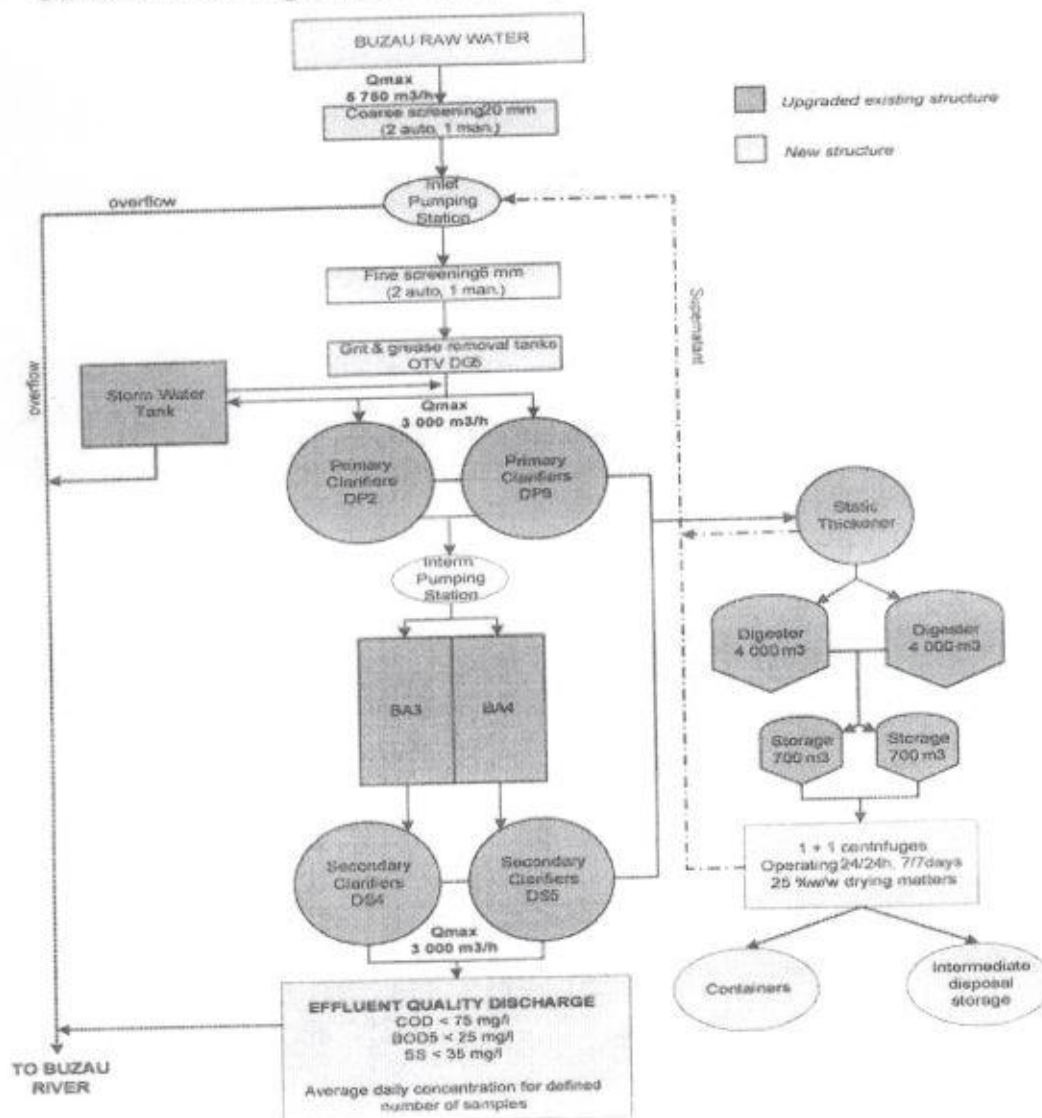 BUZAU RAW WATER
Qmax
5 750 m3/h
Coarse screening20 mm
(2 auto, 1 man.)
Upgraded existing structure
New structure
overflow
Inlet
Pumping
Station
Fine screening6 mm
(2 auto, 1 man.)
Supernatant
Grit & grease removal tanks
OTV DG5
overflow
Storm Water
Tank
Qmax
3 000 m3/h
Primary
Clarifiers
DP2
Primary
Clarifiers
DP9
Static
Thickener
Interm
Pumping
Station
Digester
4 000 m3
Digester
4 000 m3
BA3
BA4
Storage
700 m3
Storage
700 m3
1 + 1 centrifuges
Operating 24/24h, 7/7days
25 %w/w drying matters
Secondary
Clarifiers
DS4
Secondary
Clarifiers
DS5
Qmax
3 000 m3/h
Containers
Intermediate
disposal
storage
EFFLUENT QUALITY DISCHARGE
COD < 75 mg/l
BOD5 < 25 mg/l
SS < 35 mg/l
Average daily concentration for defined
number of samples
TO BUZAU
RIVER